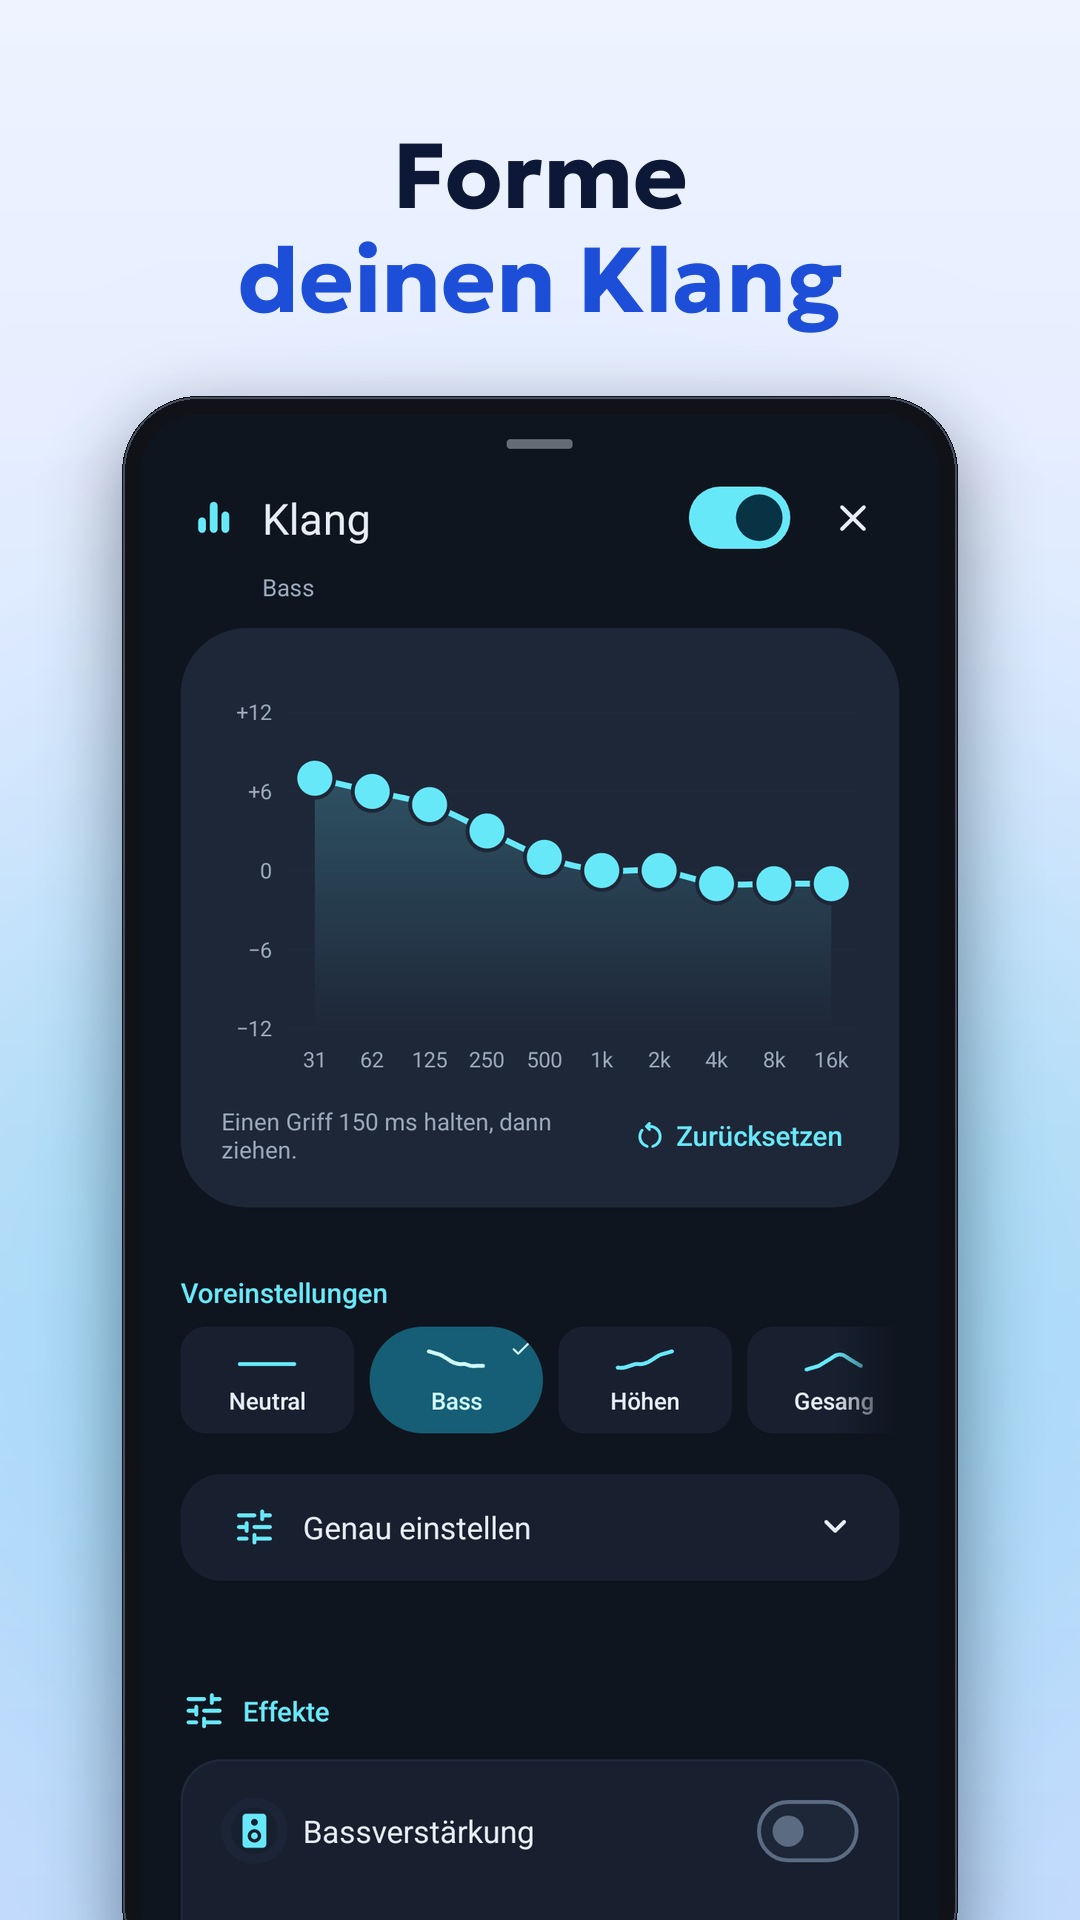 Forme
deinen Klang
Klang
Bass
+12
+6
0
−6
−12
31 62 125 250 500 1k 2k 4k 8k 16k
Einen Griff 150 ms halten, dann
ziehen.
Zurücksetzen
Voreinstellungen
Neutral Bass Höhen Gesang
Genau einstellen
Effekte
Bassverstärkung